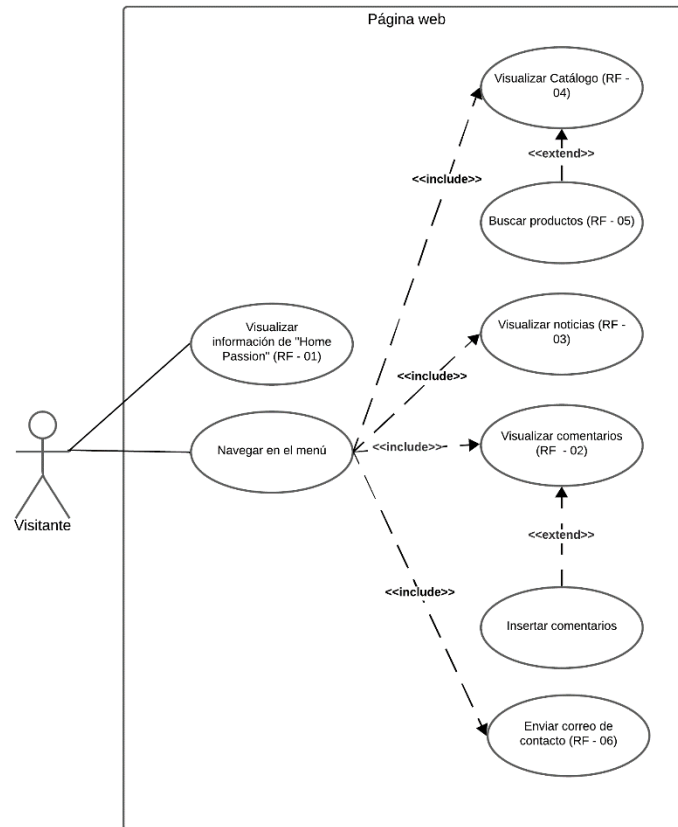 Página web
Visualizar Catálogo (RF -
04)
<<extend>>
<<include>>
Buscar productos (RF - 05)
Visualizar
información de "Home
Passion" (RF - 01)
Visualizar noticias (RF -
03)
<<include>>
Navegar en el menú
<<include>>
Visualizar comentarios
(RF - 02)
Visitante
<<extend>>
<<include>>
Insertar comentarios
Enviar correo de
contacto (RF - 06)